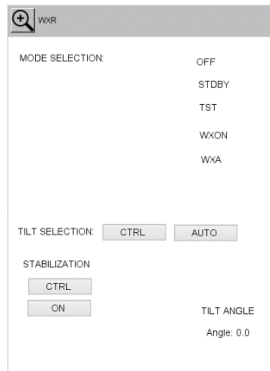 WXR
MODE SELECTION: OFF
STDBY
TST
WXON
WXA
TILT SELECTION: CTRL AUTO
STABILIZATION
CTRL
ON
TILT ANGLE
Angle: 0.0